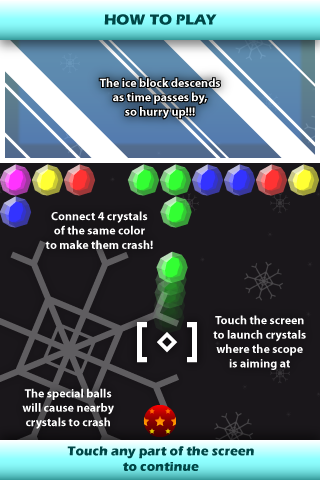 HOW TO PLAY
The ice block descends
as time passes by,
so hurry up!!!
Connect 4 crystals
of the same color
to make them crash!
Touch the screen
to launch crystals
where the scope
is aiming at
The special balls
will cause nearby
crystals to crash
Touch any part of the screen
to continue